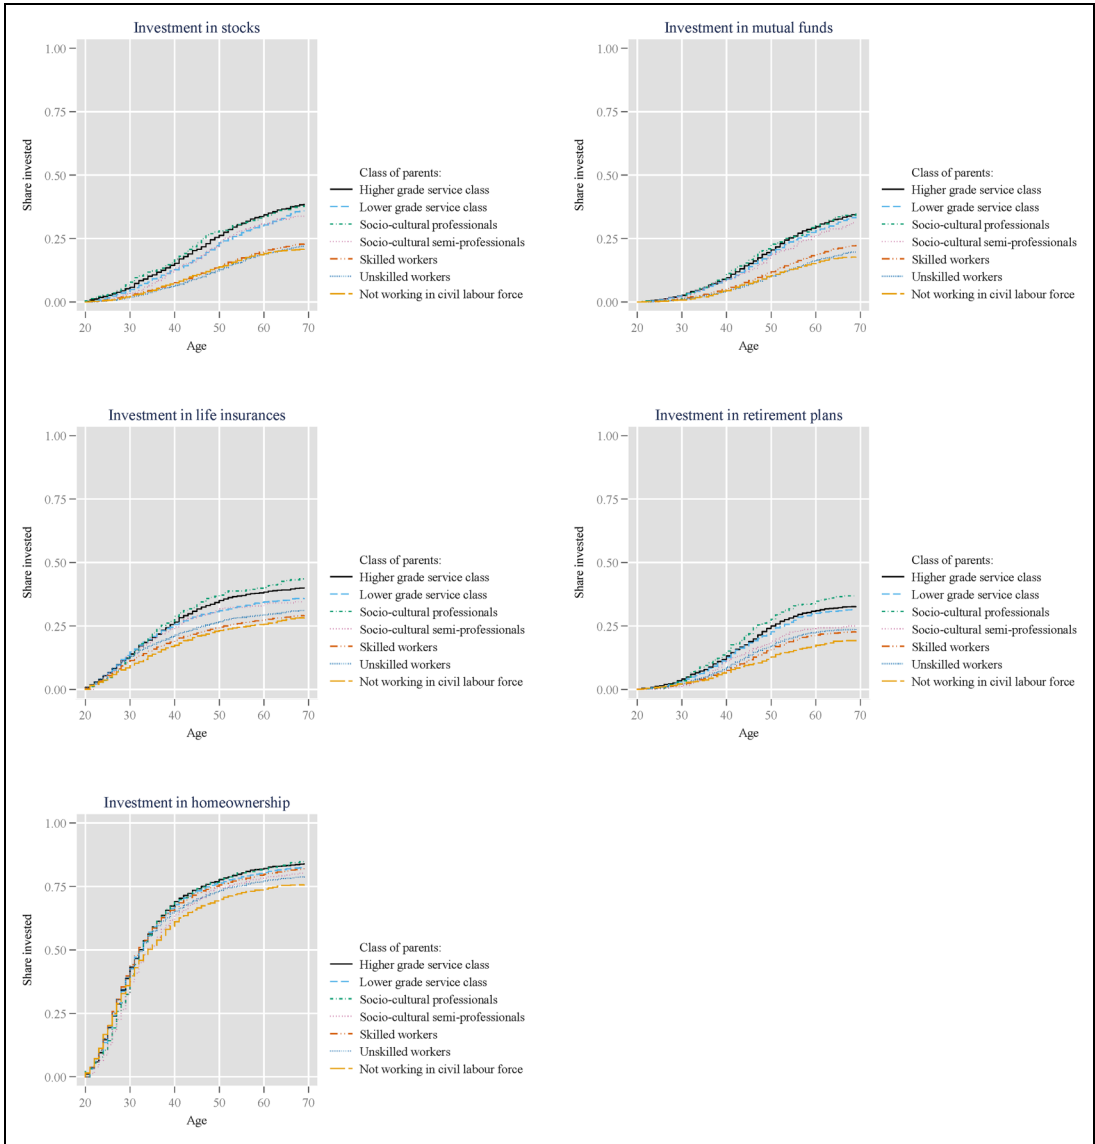 Investment in stocks
1.00
0.75
0.50
0.25
0.00
Share invested
20 30 40 50 60 70
Age
Class of parents:
Higher grade service class
Lower grade service class
Socio-cultural professionals
Socio-cultural semi-professionals
Skilled workers
Unskilled workers
Not working in civil labour force
Investment in mutual funds
1.00
0.75
0.50
0.25
0.00
Share invested
20 30 40 50 60 70
Age
Class of parents:
Higher grade service class
Lower grade service class
Socio-cultural professionals
Socio-cultural semi-professionals
Skilled workers
Unskilled workers
Not working in civil labour force
Investment in life insurances
1.00
0.75
0.50
0.25
0.00
Share invested
20 30 40 50 60 70
Age
Class of parents:
Higher grade service class
Lower grade service class
Socio-cultural professionals
Socio-cultural semi-professionals
Skilled workers
Unskilled workers
Not working in civil labour force
Investment in retirement plans
1.00
0.75
0.50
0.25
0.00
Share invested
20 30 40 50 60 70
Age
Class of parents:
Higher grade service class
Lower grade service class
Socio-cultural professionals
Socio-cultural semi-professionals
Skilled workers
Unskilled workers
Not working in civil labour force
Investment in homeownership
1.00
0.75
0.50
0.25
0.00
Share invested
20 30 40 50 60 70
Age
Class of parents:
Higher grade service class
Lower grade service class
Socio-cultural professionals
Socio-cultural semi-professionals
Skilled workers
Unskilled workers
Not working in civil labour force